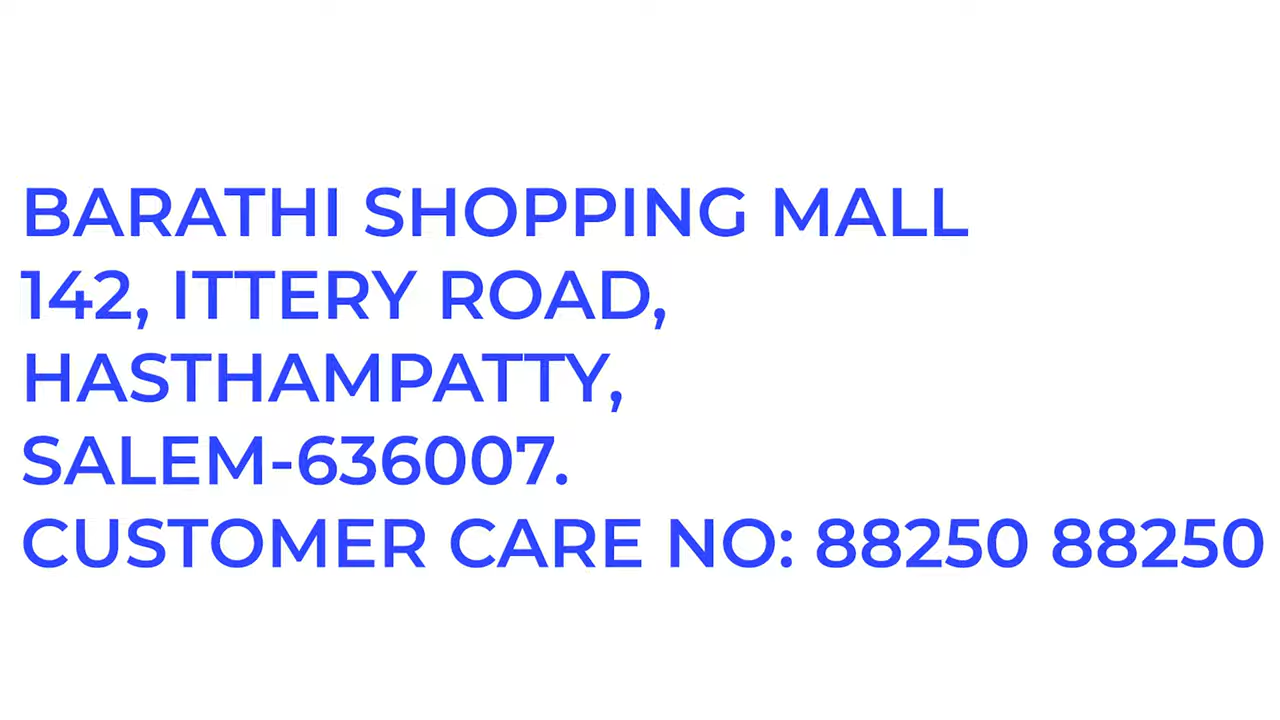 BARATHI SHOPPING MALL
142, ITTERY ROAD,
HASTHAMPATTY,
SALEM-636007.
CUSTOMER CARE NO: 88250 88250